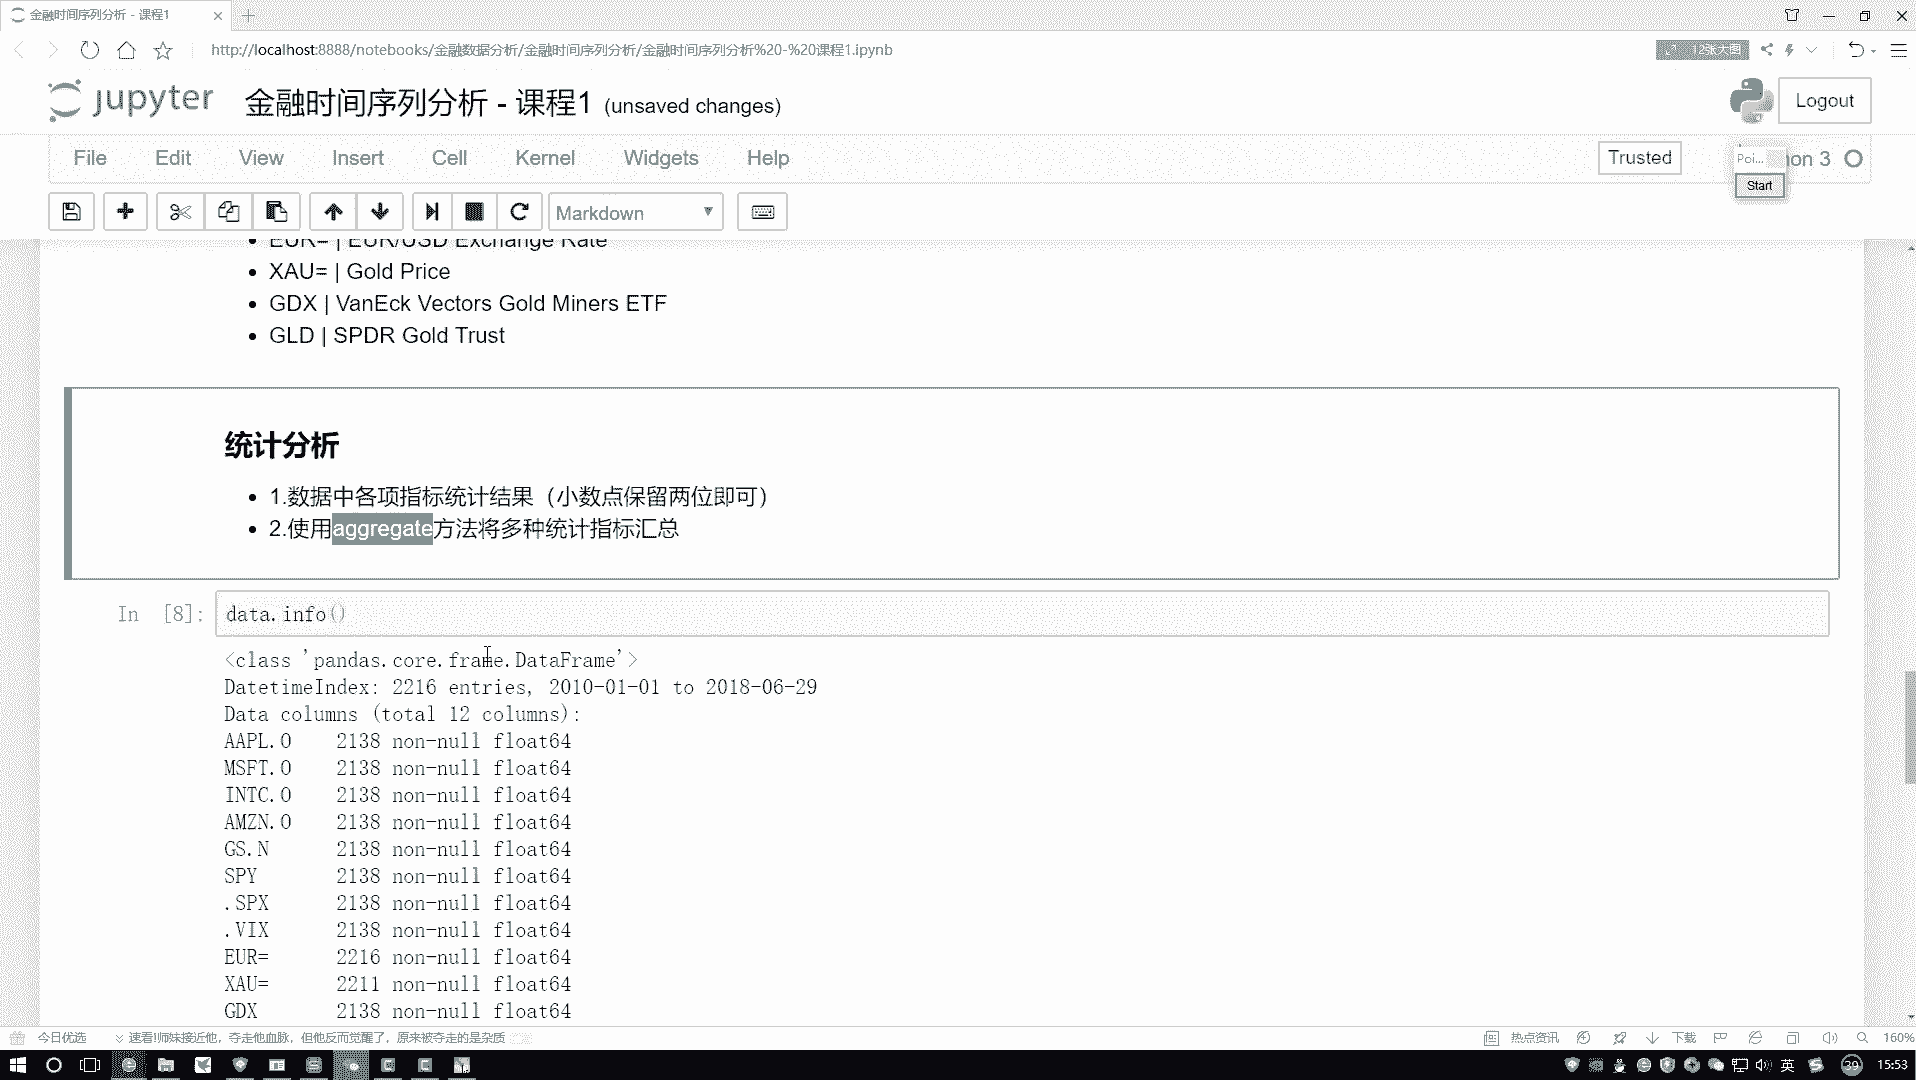 金融时间序列分析 - 课程1
http://localhost:8888/notebooks/金融数据分析/金融时间序列分析/金融时间序列分析%20-%20课程1.ipynb
12张大图
jupyter 金融时间序列分析 - 课程1 (unsaved changes)
Logout
File Edit View Insert Cell Kernel Widgets Help
Trusted
Poi...
hon 3
Start
Markdown
EUR= | EUR/USD Exchange Rate
XAU= | Gold Price
GDX | VanEck Vectors Gold Miners ETF
GLD | SPDR Gold Trust
统计分析
1.数据中各项指标统计结果（小数点保留两位即可）
2.使用aggregate方法将多种统计指标汇总
In [8]: data.info()
<class 'pandas.core.frame.DataFrame'>
DatetimeIndex: 2216 entries, 2010-01-01 to 2018-06-29
Data columns (total 12 columns):
AAPL.O 2138 non-null float64
MSFT.O 2138 non-null float64
INTC.O 2138 non-null float64
AMZN.O 2138 non-null float64
GS.N 2138 non-null float64
SPY 2138 non-null float64
.SPX 2138 non-null float64
.VIX 2138 non-null float64
EUR= 2216 non-null float64
XAU= 2211 non-null float64
GDX 2138 non-null float64
今日优选
速看!师妹接近他，夺走他血脉，但他反而觉醒了，原来被夺走的是杂质
热点资讯
下载
160%
英
39
15:53